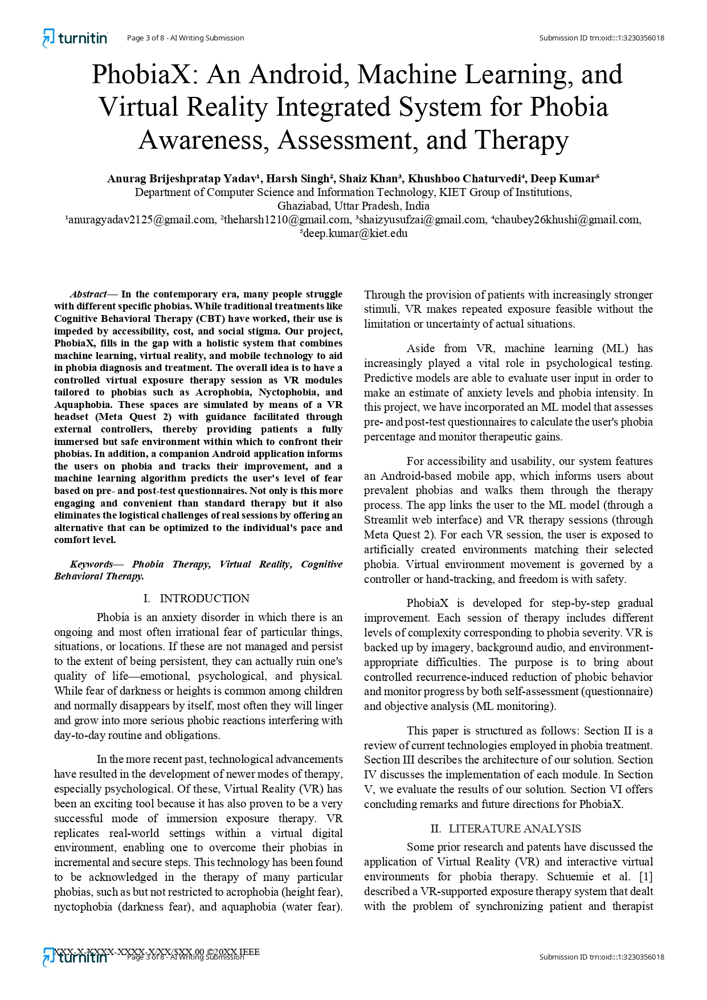 turnitin Page 3 of 8 - AI Writing Submission Submission ID trn:oid:::1:3230356018
PhobiaX: An Android, Machine Learning, and
Virtual Reality Integrated System for Phobia
Awareness, Assessment, and Therapy
Anurag Brijeshpratap Yadav¹, Harsh Singh², Shaiz Khan³, Khushboo Chaturvedi⁴, Deep Kumar⁵
Department of Computer Science and Information Technology, KIET Group of Institutions,
Ghaziabad, Uttar Pradesh, India
¹anuragyadav2125@gmail.com, ²theharsh1210@gmail.com, ³shaizyusufzai@gmail.com, ⁴chaubey26khushi@gmail.com,
⁵deep.kumar@kiet.edu
Abstract— In the contemporary era, many people struggle
with different specific phobias. While traditional treatments like
Cognitive Behavioral Therapy (CBT) have worked, their use is
impeded by accessibility, cost, and social stigma. Our project,
PhobiaX, fills in the gap with a holistic system that combines
machine learning, virtual reality, and mobile technology to aid
in phobia diagnosis and treatment. The overall idea is to have a
controlled virtual exposure therapy session as VR modules
tailored to phobias such as Acrophobia, Nyctophobia, and
Aquaphobia. These spaces are simulated by means of a VR
headset (Meta Quest 2) with guidance facilitated through
external controllers, thereby providing patients a fully
immersed but safe environment within which to confront their
phobias. In addition, a companion Android application informs
the users on phobia and tracks their improvement, and a
machine learning algorithm predicts the user's level of fear
based on pre- and post-test questionnaires. Not only is this more
engaging and convenient than standard therapy but it also
eliminates the logistical challenges of real sessions by offering an
alternative that can be optimized to the individual's pace and
comfort level.
Keywords— Phobia Therapy, Virtual Reality, Cognitive
Behavioral Therapy.
I. INTRODUCTION
Phobia is an anxiety disorder in which there is an
ongoing and most often irrational fear of particular things,
situations, or locations. If these are not managed and persist
to the extent of being persistent, they can actually ruin one's
quality of life—emotional, psychological, and physical.
While fear of darkness or heights is common among children
and normally disappears by itself, most often they will linger
and grow into more serious phobic reactions interfering with
day-to-day routine and obligations.
In the more recent past, technological advancements
have resulted in the development of newer modes of therapy,
especially psychological. Of these, Virtual Reality (VR) has
been an exciting tool because it has also proven to be a very
successful mode of immersion exposure therapy. VR
replicates real-world settings within a virtual digital
environment, enabling one to overcome their phobias in
incremental and secure steps. This technology has been found
to be acknowledged in the therapy of many particular
phobias, such as but not restricted to acrophobia (height fear),
nyctophobia (darkness fear), and aquaphobia (water fear).
Through the provision of patients with increasingly stronger
stimuli, VR makes repeated exposure feasible without the
limitation or uncertainty of actual situations.
Aside from VR, machine learning (ML) has
increasingly played a vital role in psychological testing.
Predictive models are able to evaluate user input in order to
make an estimate of anxiety levels and phobia intensity. In
this project, we have incorporated an ML model that assesses
pre- and post-test questionnaires to calculate the user's phobia
percentage and monitor therapeutic gains.
For accessibility and usability, our system features
an Android-based mobile app, which informs users about
prevalent phobias and walks them through the therapy
process. The app links the user to the ML model (through a
Streamlit web interface) and VR therapy sessions (through
Meta Quest 2). For each VR session, the user is exposed to
artificially created environments matching their selected
phobia. Virtual environment movement is governed by a
controller or hand-tracking, and freedom is with safety.
PhobiaX is developed for step-by-step gradual
improvement. Each session of therapy includes different
levels of complexity corresponding to phobia severity. VR is
backed up by imagery, background audio, and environment-
appropriate difficulties. The purpose is to bring about
controlled recurrence-induced reduction of phobic behavior
and monitor progress by both self-assessment (questionnaire)
and objective analysis (ML monitoring).
This paper is structured as follows: Section II is a
review of current technologies employed in phobia treatment.
Section III describes the architecture of our solution. Section
IV discusses the implementation of each module. In Section
V, we evaluate the results of our solution. Section VI offers
concluding remarks and future directions for PhobiaX.
II. LITERATURE ANALYSIS
Some prior research and patents have discussed the
application of Virtual Reality (VR) and interactive virtual
environments for phobia therapy. Schuemie et al. [1]
described a VR-supported exposure therapy system that dealt
with the problem of synchronizing patient and therapist
XXX-X-XXXX-XXXX-X/XX/$XX.00 ©20XX IEEE
turnitin Page 3 of 8 - AI Writing Submission Submission ID trn:oid:::1:3230356018